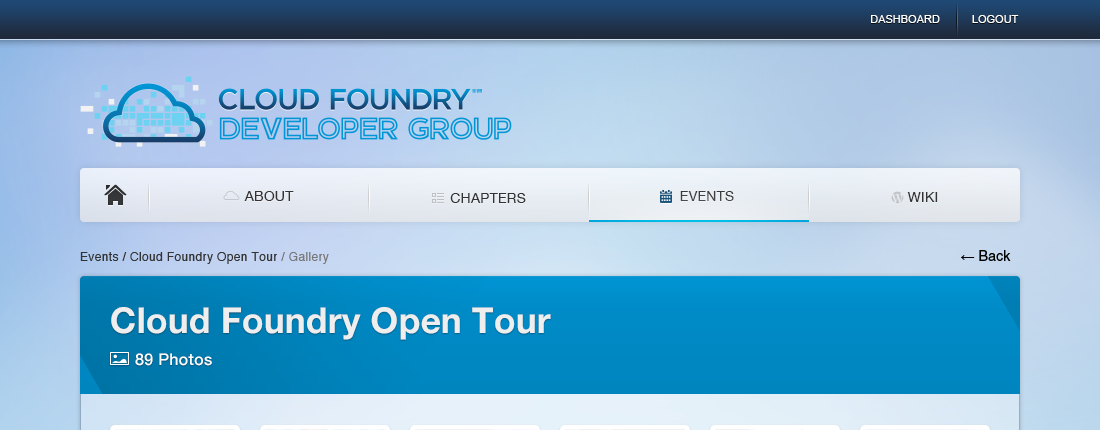 DASHBOARD LOGOUT
CLOUD FOUNDRY™
DEVELOPER GROUP
ABOUT CHAPTERS EVENTS WIKI
Events / Cloud Foundry Open Tour / Gallery ← Back
Cloud Foundry Open Tour
89 Photos